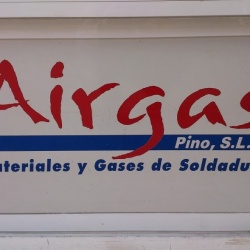 Airgas
Pino, S.L.
ateriales y Gases de Soldadu